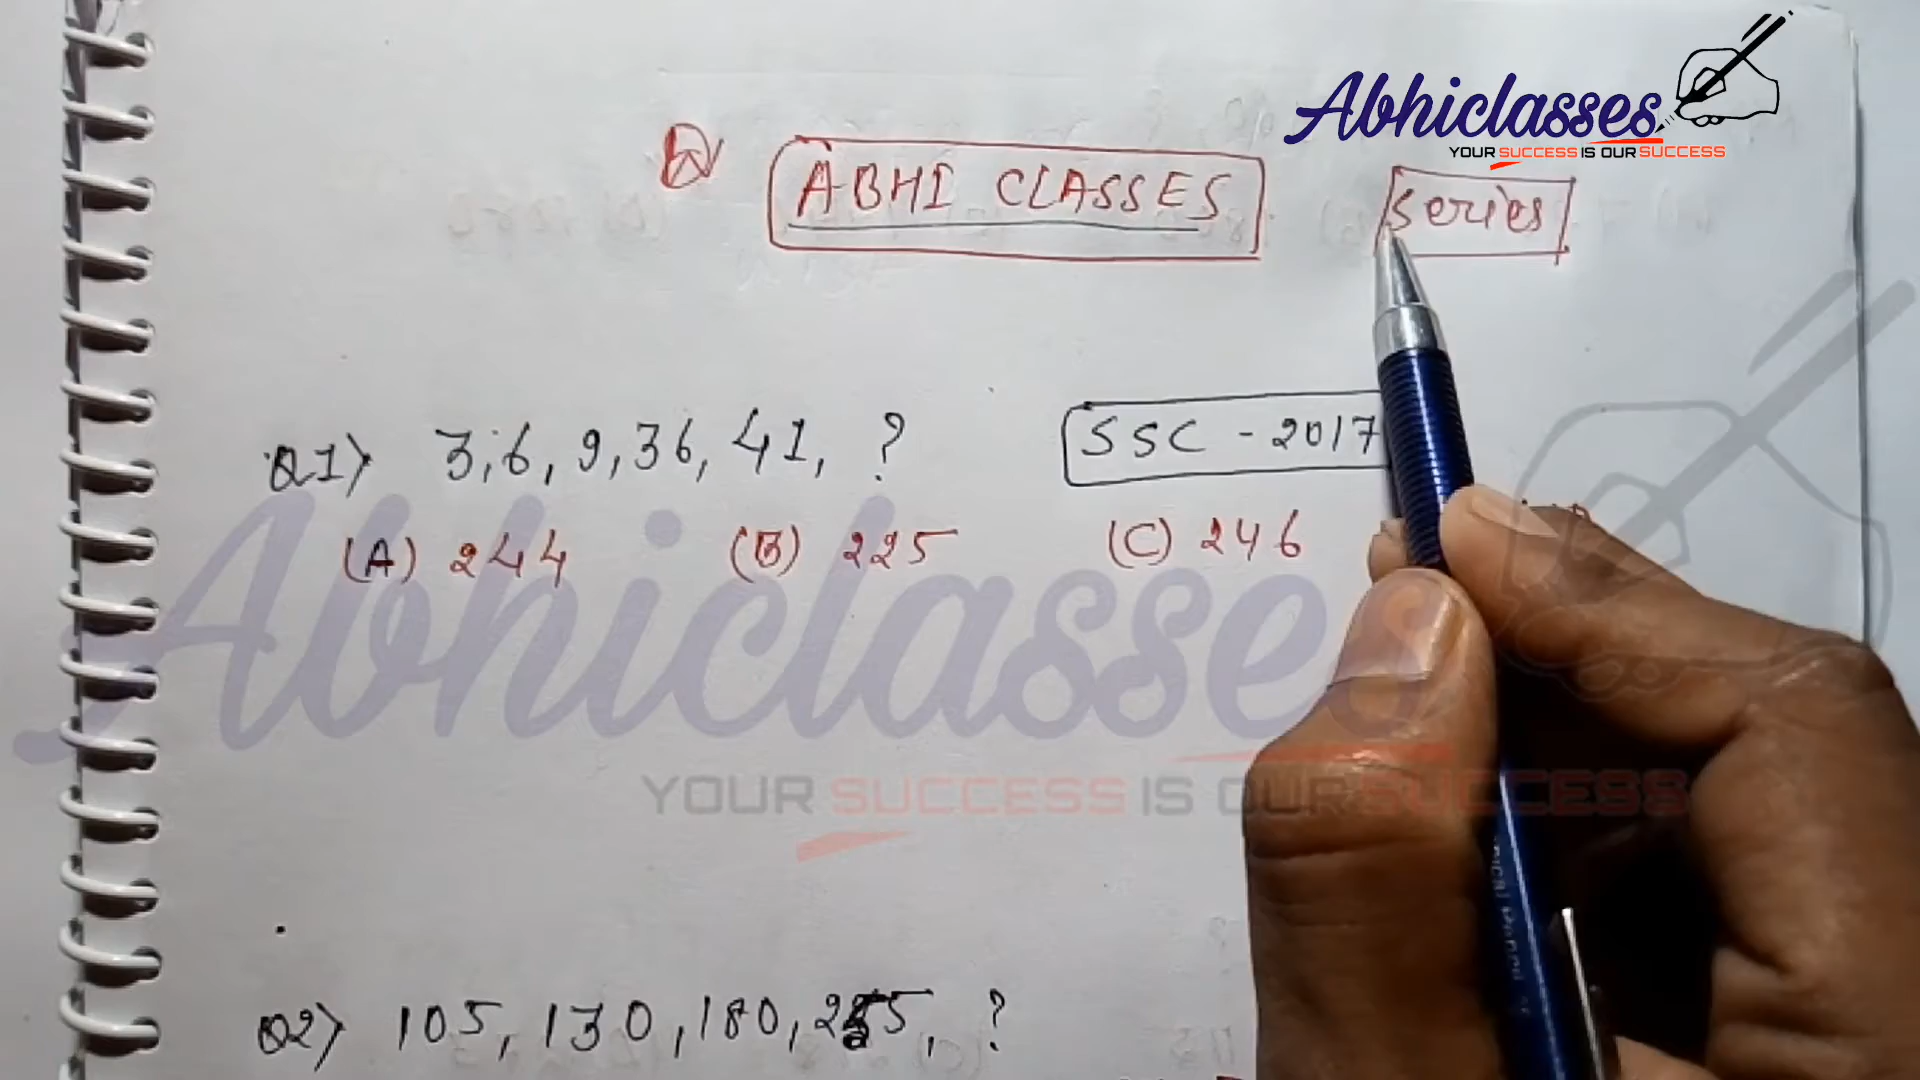 Abhiclasses
YOUR SUCCESS IS OUR SUCCESS
ABHI CLASSES
Series
Q1) 3, 6, 9, 36, 41, ?
SSC - 2017
(A) 244 (B) 225 (C) 246
Abhiclasses
YOUR SUCCESS IS OUR SUCCESS
Q2) 105, 130, 180, 255, ?